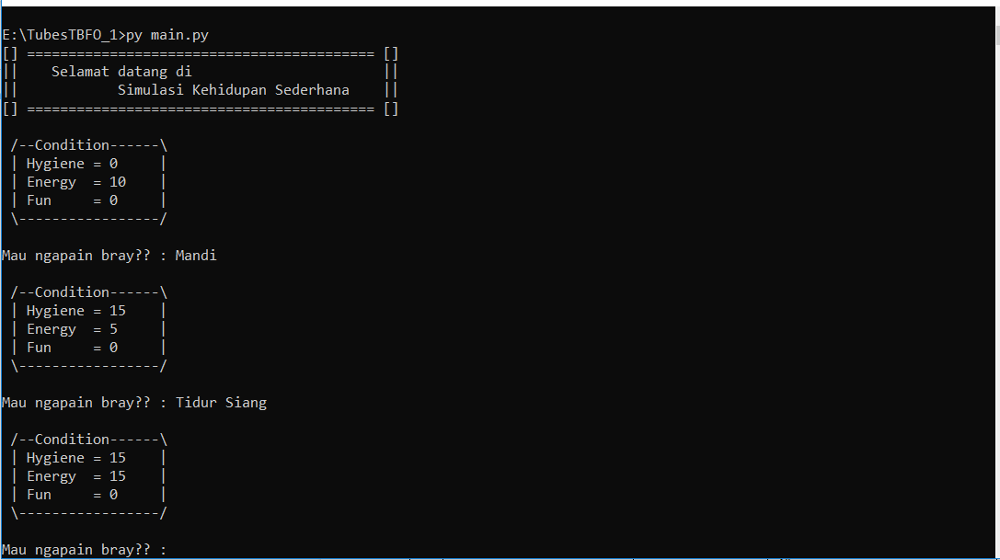 E:\TubesTBFO_1>py main.py
[] ========================================== []
||    Selamat datang di                       ||
||            Simulasi Kehidupan Sederhana    ||
[] ========================================== []
/--Condition------\
| Hygiene = 0     |
| Energy  = 10    |
| Fun     = 0     |
\-----------------/
Mau ngapain bray?? : Mandi
/--Condition------\
| Hygiene = 15    |
| Energy  = 5     |
| Fun     = 0     |
\-----------------/
Mau ngapain bray?? : Tidur Siang
/--Condition------\
| Hygiene = 15    |
| Energy  = 15    |
| Fun     = 0     |
\-----------------/
Mau ngapain bray?? :